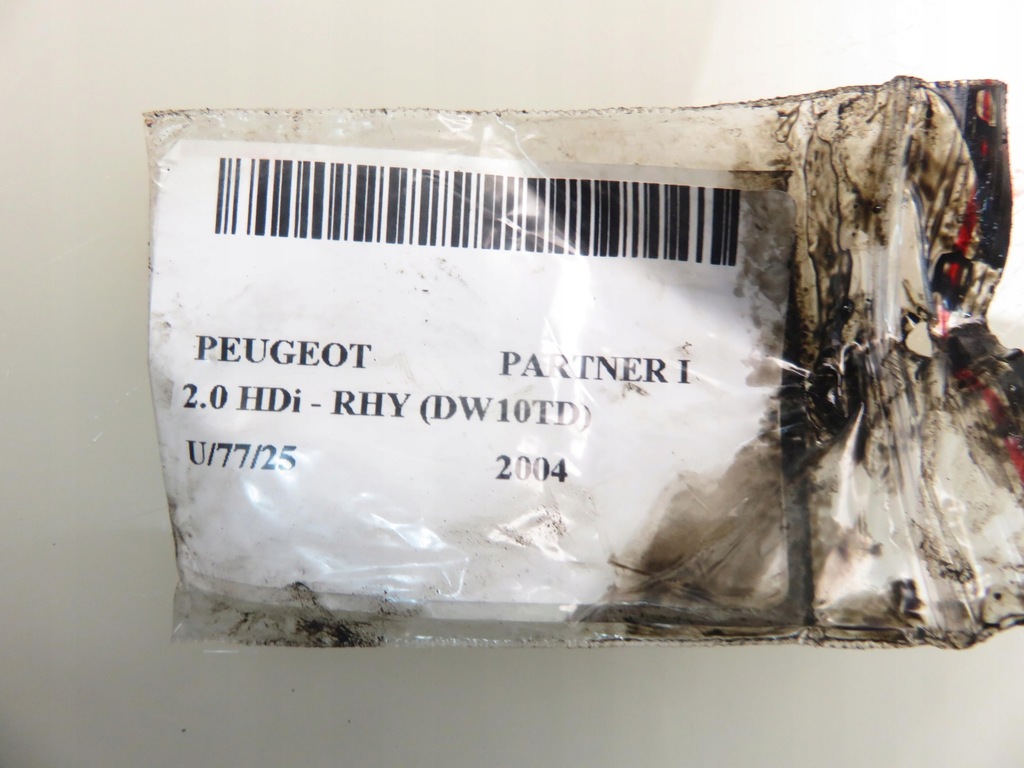 PEUGEOT PARTNER I
2.0 HDi - RHY (DW10TD)
U/77/25 2004